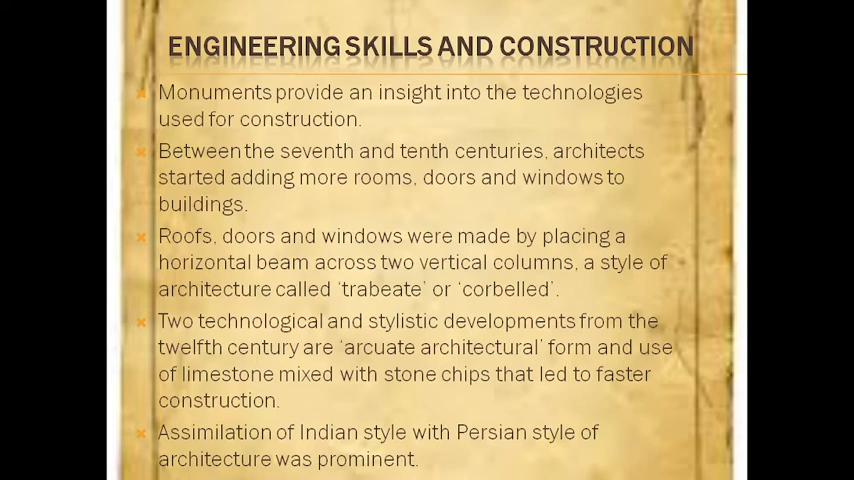 ENGINEERING SKILLS AND CONSTRUCTION
Monuments provide an insight into the technologies
used for construction.
Between the seventh and tenth centuries, architects
started adding more rooms, doors and windows to
buildings.
Roofs, doors and windows were made by placing a
horizontal beam across two vertical columns, a style of
architecture called ‘trabeate’ or ‘corbelled’.
Two technological and stylistic developments from the
twelfth century are ‘arcuate architectural’ form and use
of limestone mixed with stone chips that led to faster
construction.
Assimilation of Indian style with Persian style of
architecture was prominent.